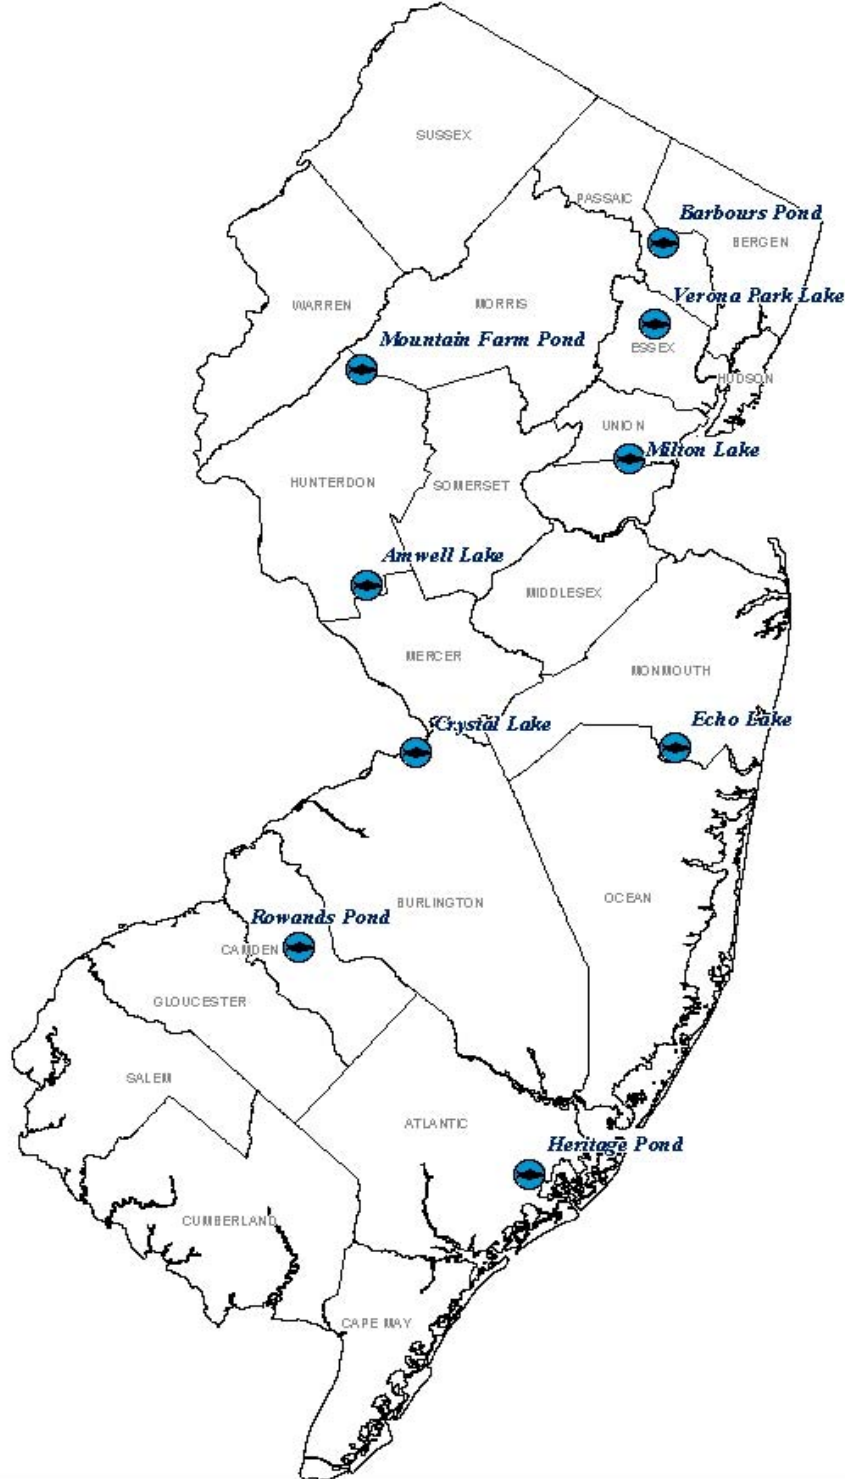 SUSSEX
PASSAIC
Barbours Pond
BERGEN
Verona Park Lake
WARREN
MORRIS
Mountain Farm Pond
ESSEX
HUDSON
UNION
Milton Lake
HUNTERDON
SOMERSET
Amwell Lake
MIDDLESEX
MERCER
MONMOUTH
Crystal Lake
Echo Lake
BURLINGTON
OCEAN
Rowands Pond
CAMDEN
GLOUCESTER
SALEM
ATLANTIC
Heritage Pond
CUMBERLAND
CAPE MAY